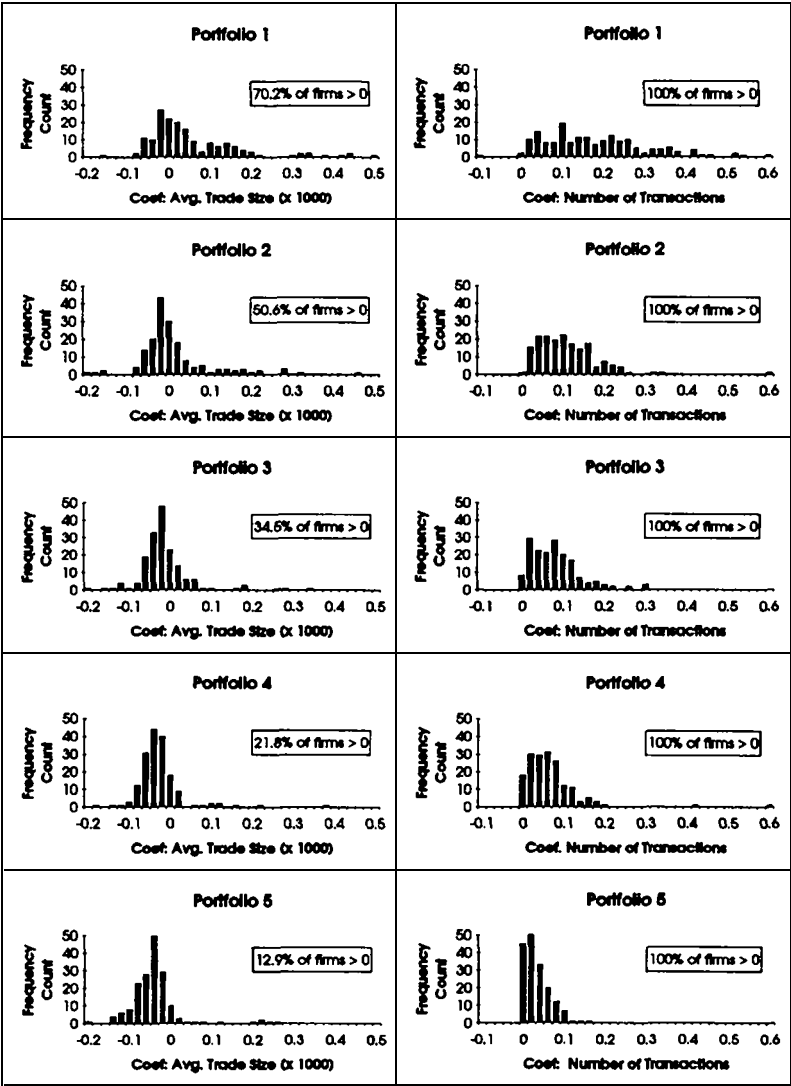 Portfolio 1
50
40
30
20
10
0
Frequency
Count
70.2% of firms > 0
-0.2 -0.1 0 0.1 0.2 0.3 0.4 0.5
Coef: Avg. Trade Size (x 1000)
Portfolio 1
50
40
30
20
10
0
Frequency
Count
100% of firms > 0
-0.1 0 0.1 0.2 0.3 0.4 0.5 0.6
Coef: Number of Transactions
Portfolio 2
50
40
30
20
10
0
Frequency
Count
50.6% of firms > 0
-0.2 -0.1 0 0.1 0.2 0.3 0.4 0.5
Coef: Avg. Trade Size (x 1000)
Portfolio 2
50
40
30
20
10
0
Frequency
Count
100% of firms > 0
-0.1 0 0.1 0.2 0.3 0.4 0.5 0.6
Coef: Number of Transactions
Portfolio 3
50
40
30
20
10
0
Frequency
Count
34.5% of firms > 0
-0.2 -0.1 0 0.1 0.2 0.3 0.4 0.5
Coef: Avg. Trade Size (x 1000)
Portfolio 3
50
40
30
20
10
0
Frequency
Count
100% of firms > 0
-0.1 0 0.1 0.2 0.3 0.4 0.5 0.6
Coef: Number of Transactions
Portfolio 4
50
40
30
20
10
0
Frequency
Count
21.8% of firms > 0
-0.2 -0.1 0 0.1 0.2 0.3 0.4 0.5
Coef: Avg. Trade Size (x 1000)
Portfolio 4
50
40
30
20
10
0
Frequency
Count
100% of firms > 0
-0.1 0 0.1 0.2 0.3 0.4 0.5 0.6
Coef. Number of Transactions
Portfolio 5
50
40
30
20
10
0
Frequency
Count
12.9% of firms > 0
-0.2 -0.1 0 0.1 0.2 0.3 0.4 0.5
Coef: Avg. Trade Size (x 1000)
Portfolio 5
50
40
30
20
10
0
Frequency
Count
100% of firms > 0
-0.1 0 0.1 0.2 0.3 0.4 0.5 0.6
Coef: Number of Transactions